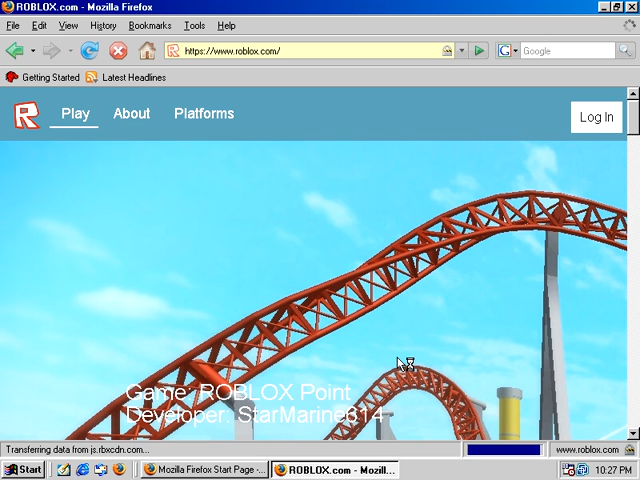 ROBLOX.com - Mozilla Firefox
File Edit View History Bookmarks Tools Help
https://www.roblox.com/ G Google
Getting Started Latest Headlines
R Play About Platforms Log In
Game: ROBLOX Point
Developer: StarMarine614
Transferring data from js.rbxcdn.com... www.roblox.com
Start Mozilla Firefox Start Page -... ROBLOX.com - Mozill... 10:27 PM